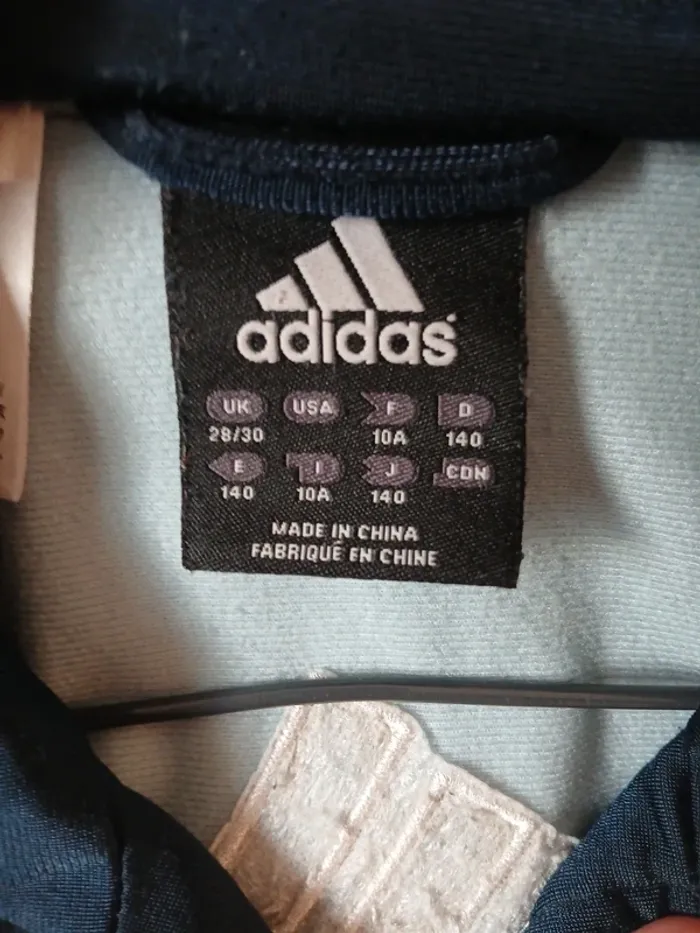 adidas
UK USA F D
28/30 10A 140
E I J CDN
140 10A 140
MADE IN CHINA
FABRIQUÉ EN CHINE